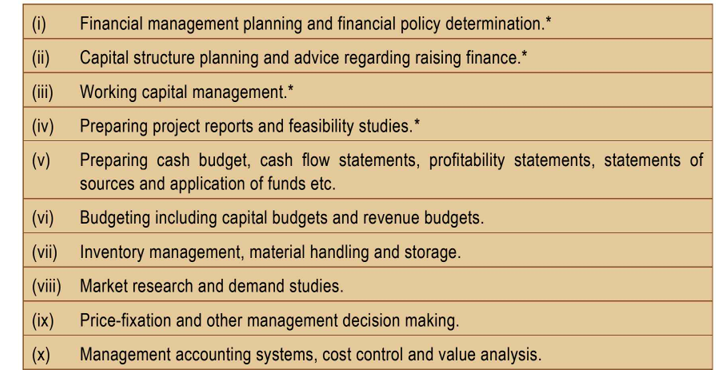 (i) Financial management planning and financial policy determination.*
(ii) Capital structure planning and advice regarding raising finance.*
(iii) Working capital management.*
(iv) Preparing project reports and feasibility studies.*
(v) Preparing cash budget, cash flow statements, profitability statements, statements of
sources and application of funds etc.
(vi) Budgeting including capital budgets and revenue budgets.
(vii) Inventory management, material handling and storage.
(viii) Market research and demand studies.
(ix) Price-fixation and other management decision making.
(x) Management accounting systems, cost control and value analysis.